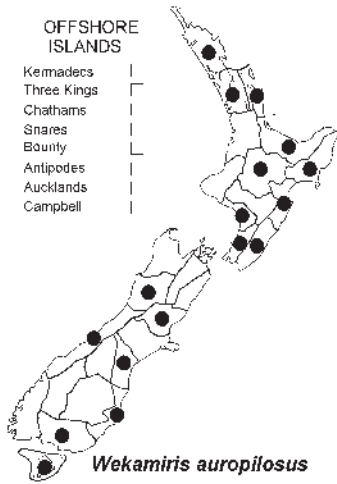 OFFSHORE
ISLANDS
Kermadecs
Three Kings
Chathams
Snares
Bounty
Antipodes
Aucklands
Campbell
Wekamiris auropilosus